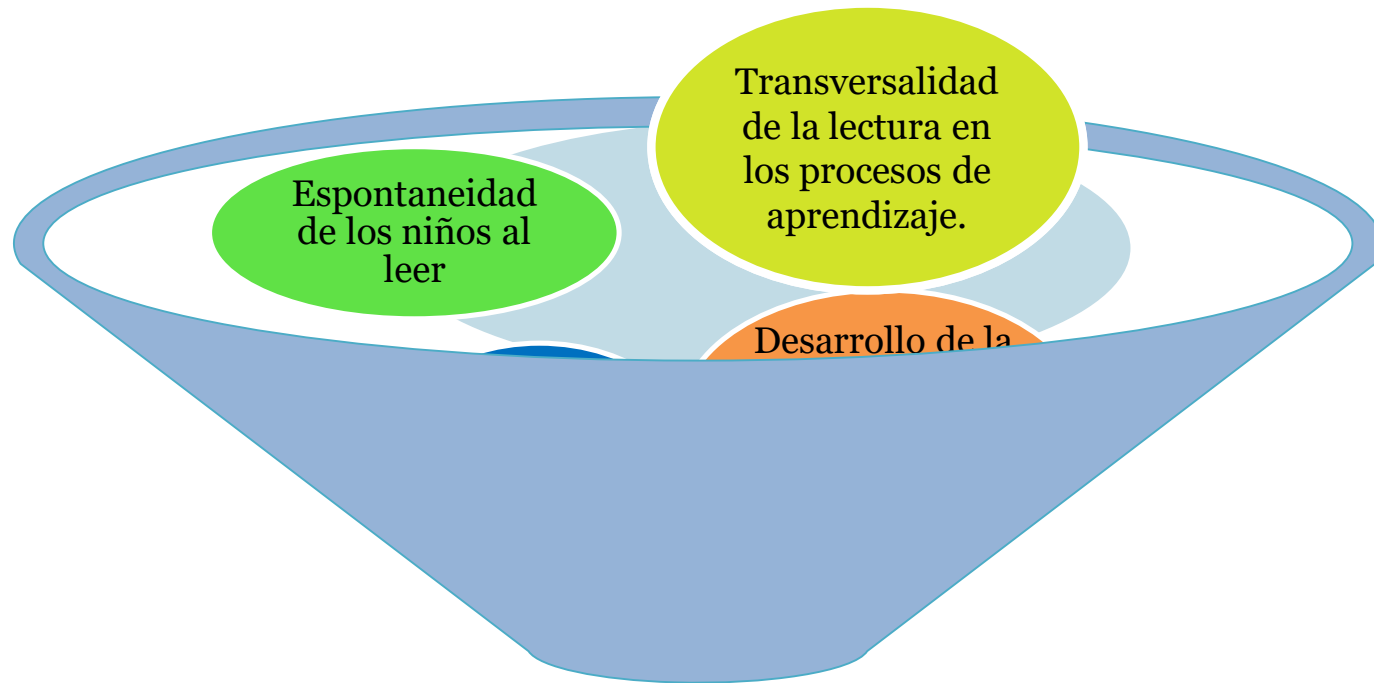 Transversalidad
de la lectura en
los procesos de
aprendizaje.
Espontaneidad
de los niños al
leer
Desarrollo de la